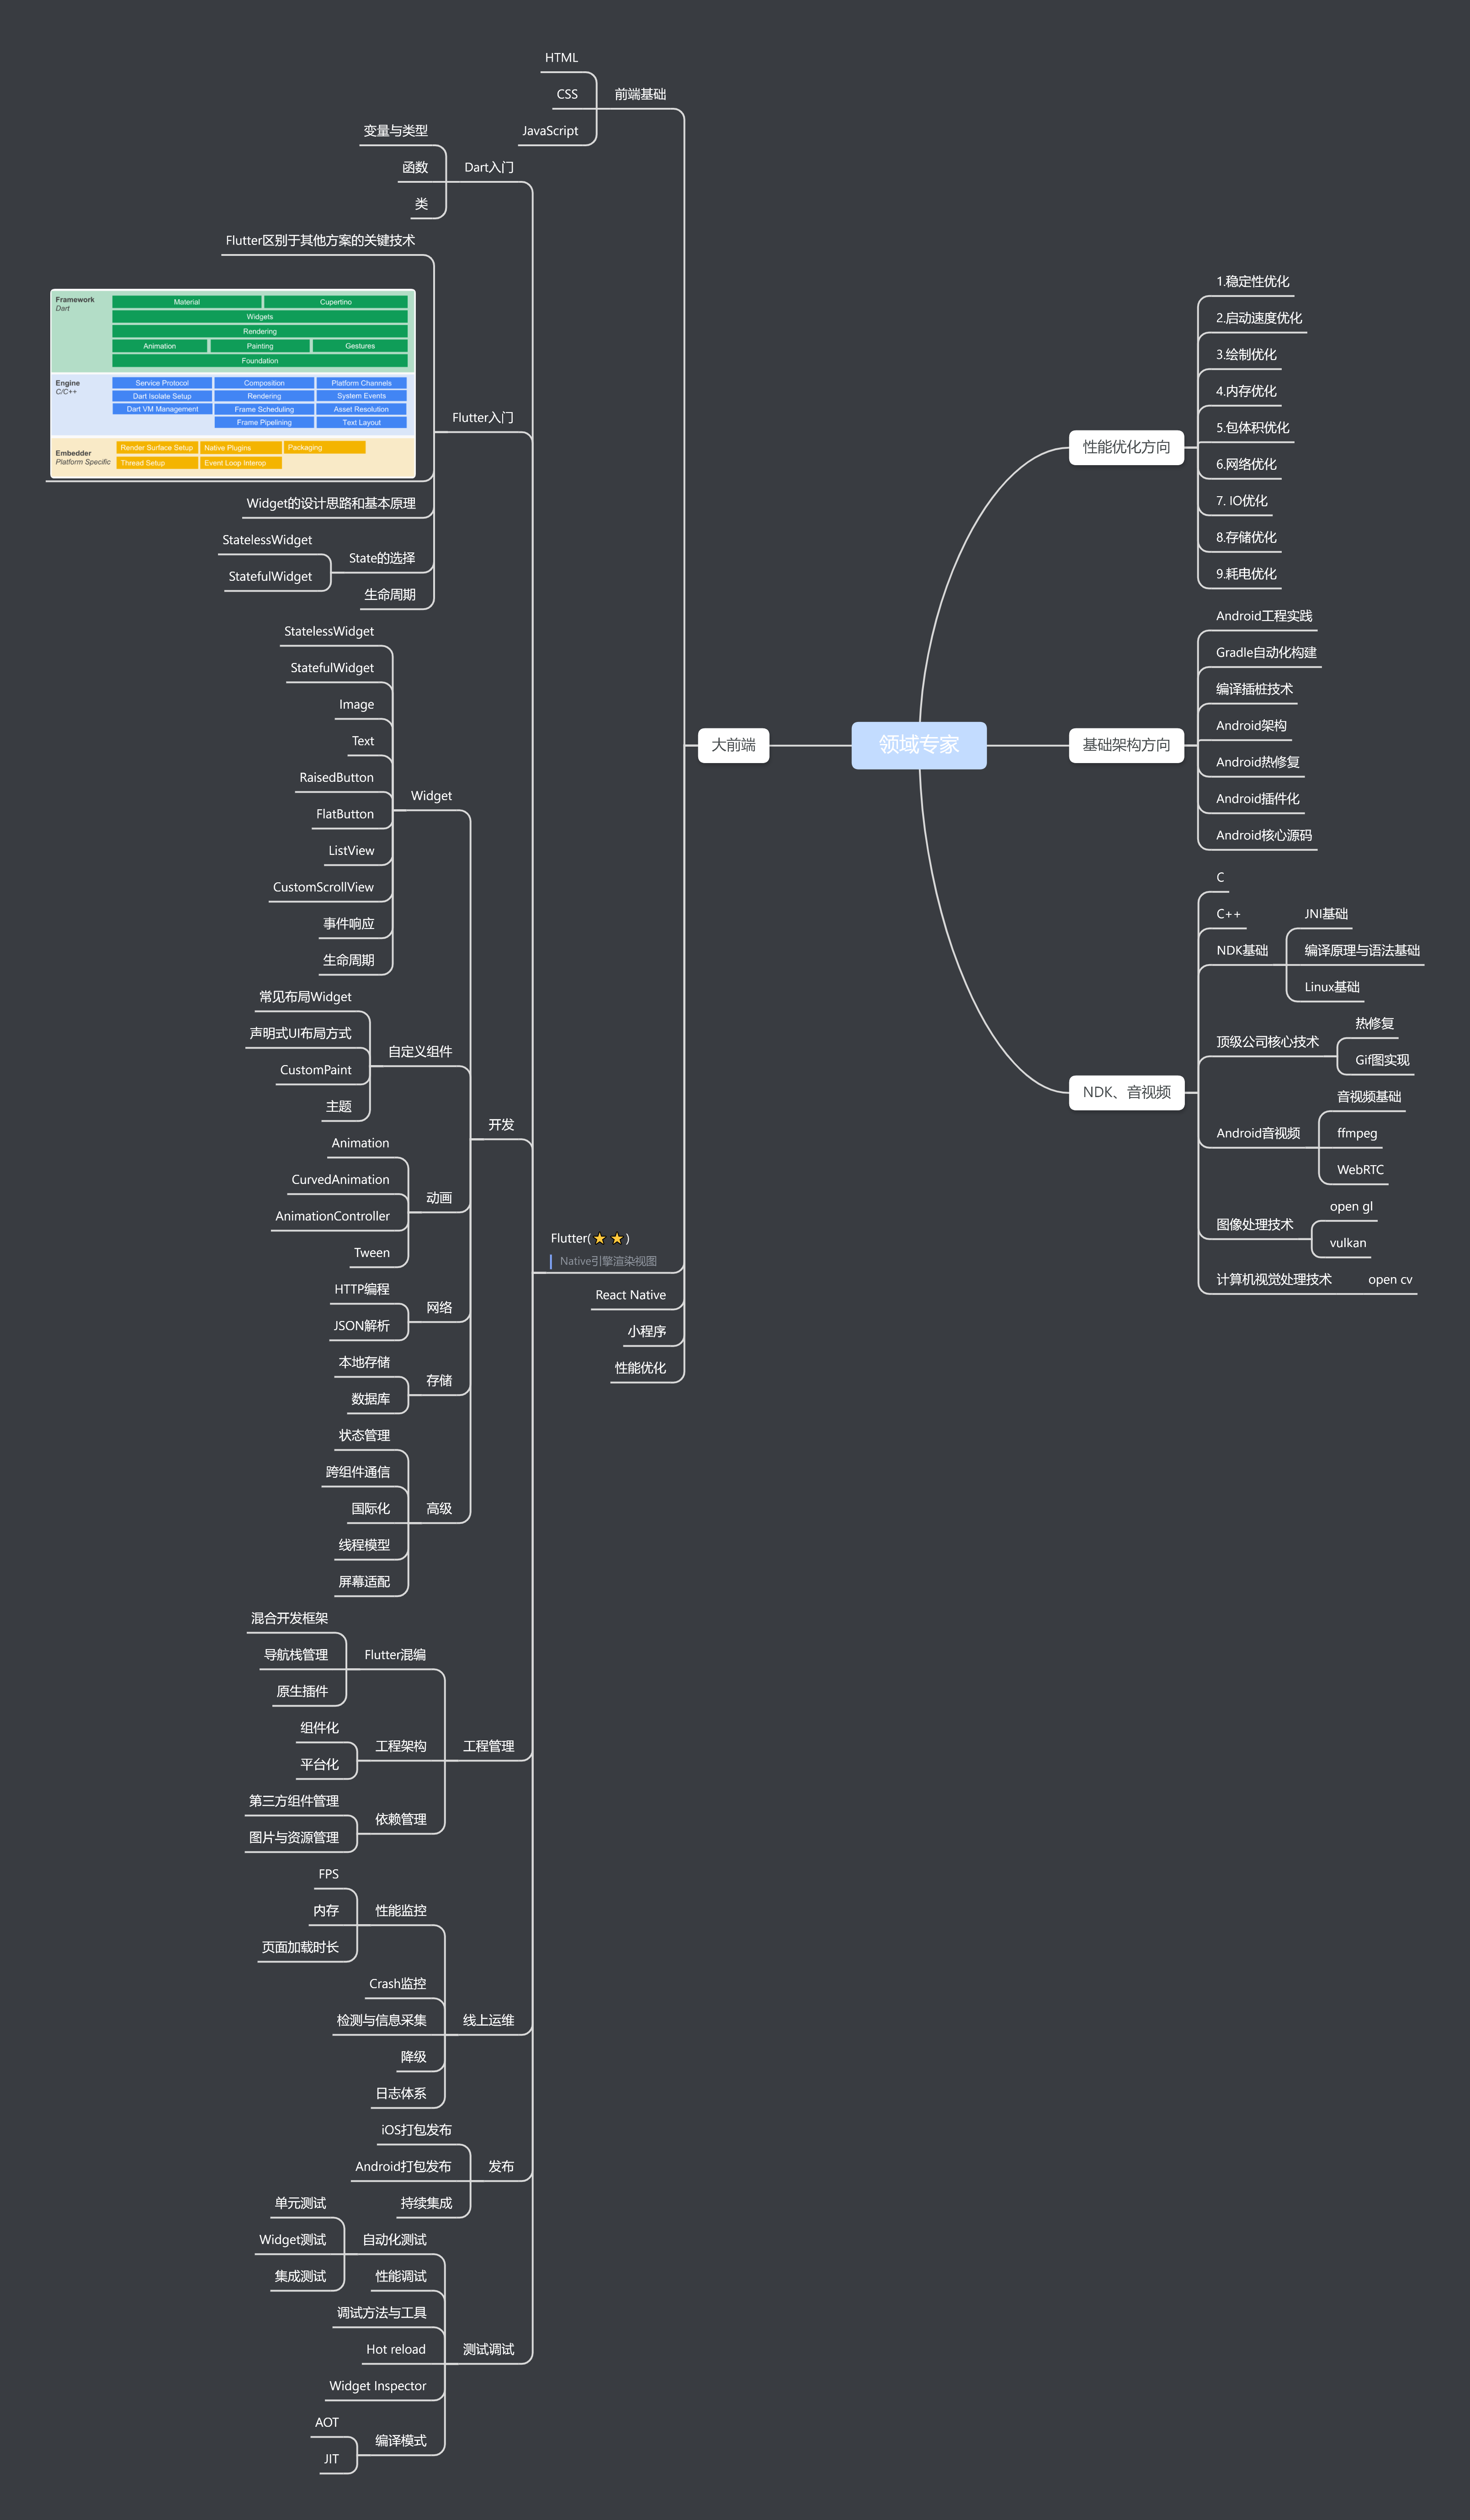 领域专家
性能优化方向
1.稳定性优化
2.启动速度优化
3.绘制优化
4.内存优化
5.包体积优化
6.网络优化
7. IO优化
8.存储优化
9.耗电优化
基础架构方向
Android工程实践
Gradle自动化构建
编译插桩技术
Android架构
Android热修复
Android插件化
Android核心源码
NDK、音视频
C
C++
NDK基础
JNI基础
编译原理与语法基础
Linux基础
顶级公司核心技术
热修复
Gif图实现
Android音视频
音视频基础
ffmpeg
WebRTC
图像处理技术
open gl
vulkan
计算机视觉处理技术
open cv
大前端
前端基础
HTML
CSS
JavaScript
Flutter(⭐⭐)
Native引擎渲染视图
Dart入门
变量与类型
函数
类
Flutter入门
Flutter区别于其他方案的关键技术
Framework
Dart
Material
Cupertino
Widgets
Rendering
Animation
Painting
Gestures
Foundation
Engine
C/C++
Service Protocol
Composition
Platform Channels
Dart Isolate Setup
Rendering
System Events
Dart VM Management
Frame Scheduling
Asset Resolution
Frame Pipelining
Text Layout
Embedder
Platform Specific
Render Surface Setup
Native Plugins
Packaging
Thread Setup
Event Loop Interop
Widget的设计思路和基本原理
State的选择
StatelessWidget
StatefulWidget
生命周期
开发
Widget
StatelessWidget
StatefulWidget
Image
Text
RaisedButton
FlatButton
ListView
CustomScrollView
事件响应
生命周期
自定义组件
常见布局Widget
声明式UI布局方式
CustomPaint
主题
动画
Animation
CurvedAnimation
AnimationController
Tween
网络
HTTP编程
JSON解析
存储
本地存储
数据库
高级
状态管理
跨组件通信
国际化
线程模型
屏幕适配
工程管理
Flutter混编
混合开发框架
导航栈管理
原生插件
工程架构
组件化
平台化
依赖管理
第三方组件管理
图片与资源管理
线上运维
性能监控
FPS
内存
页面加载时长
Crash监控
检测与信息采集
降级
日志体系
发布
iOS打包发布
Android打包发布
持续集成
测试调试
自动化测试
单元测试
Widget测试
集成测试
性能调试
调试方法与工具
Hot reload
Widget Inspector
编译模式
AOT
JIT
React Native
小程序
性能优化